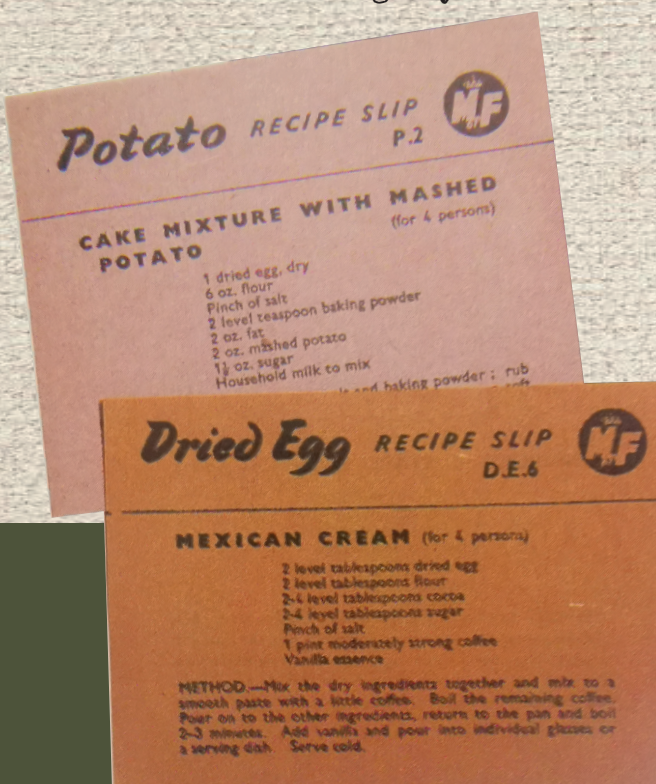 Potato RECIPE SLIP
P.2
MF
CAKE MIXTURE WITH MASHED
POTATO
(for 4 persons)
1 dried egg, dry
6 oz. flour
Pinch of salt
2 level teaspoon baking powder
2 oz. fat
2 oz. mashed potato
1½ oz. sugar
Household milk to mix
and baking powder ; rub
Dried Egg RECIPE SLIP
D.E.6
MF
MEXICAN CREAM (for 4 persons)
2 level tablespoons dried egg
2 level tablespoons flour
2-4 level tablespoons cocoa
2-4 level tablespoons sugar
Pinch of salt
1 pint moderately strong coffee
Vanilla essence
METHOD.—Mix the dry ingredients together and mix to a
smooth paste with a little coffee. Boil the remaining coffee.
Pour on to the other ingredients, return to the pan and boil
2-3 minutes. Add vanilla and pour into individual glasses or
a serving dish. Serve cold.